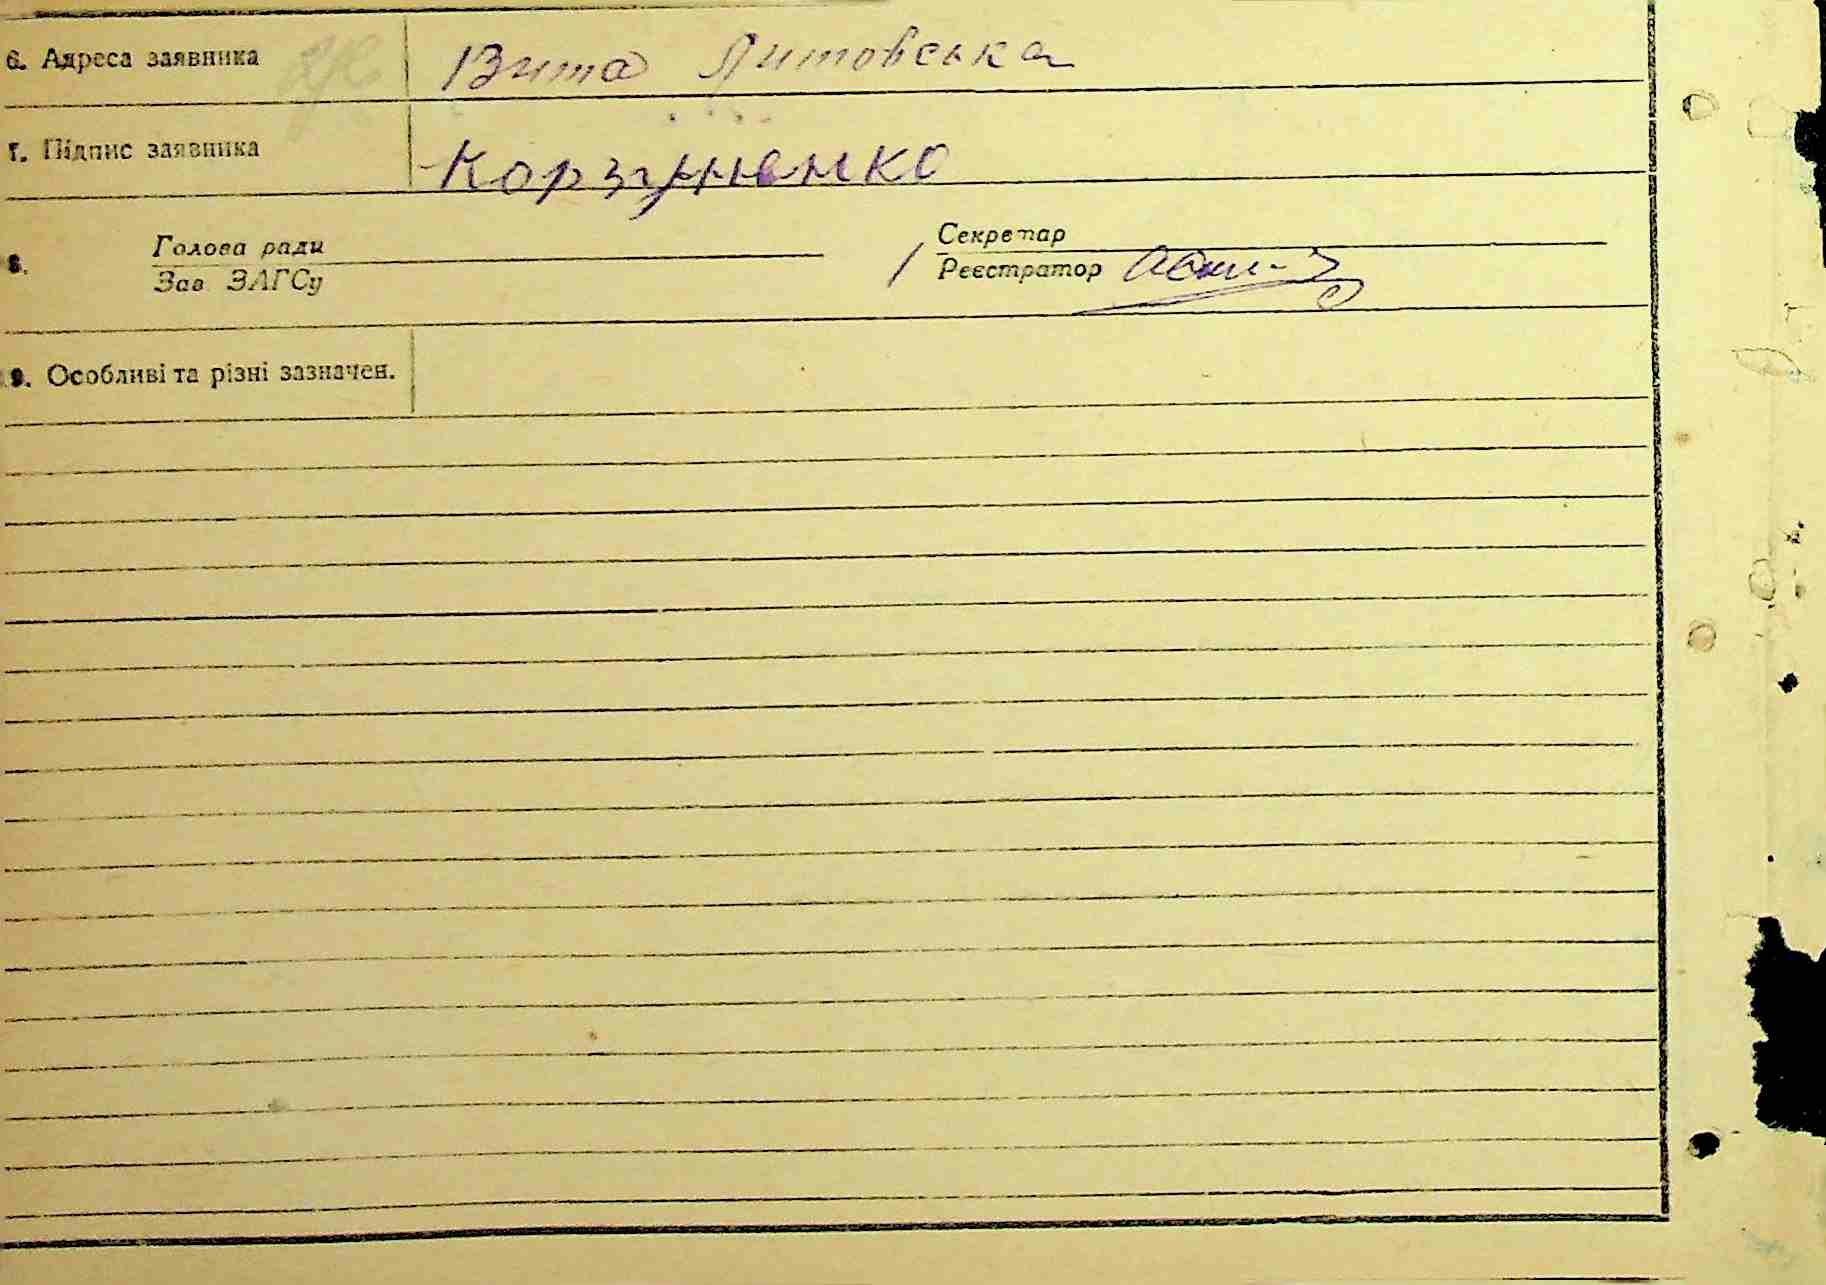 6. Адреса заявника Вита Литовська
7. Підпис заявника Корзуненко
Голова ради Секретар
8. Зав ЗАГСу Реєстратор
9. Особливі та різні зазначен.